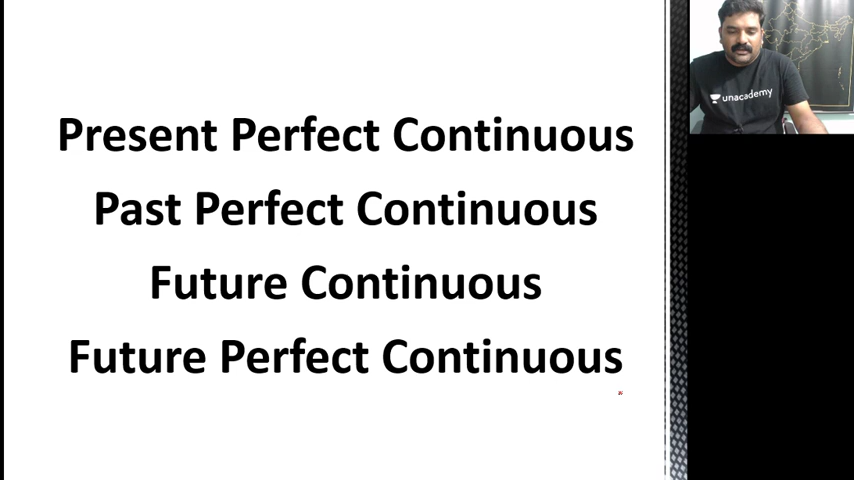 Present Perfect Continuous
Past Perfect Continuous
Future Continuous
Future Perfect Continuous
unacademy